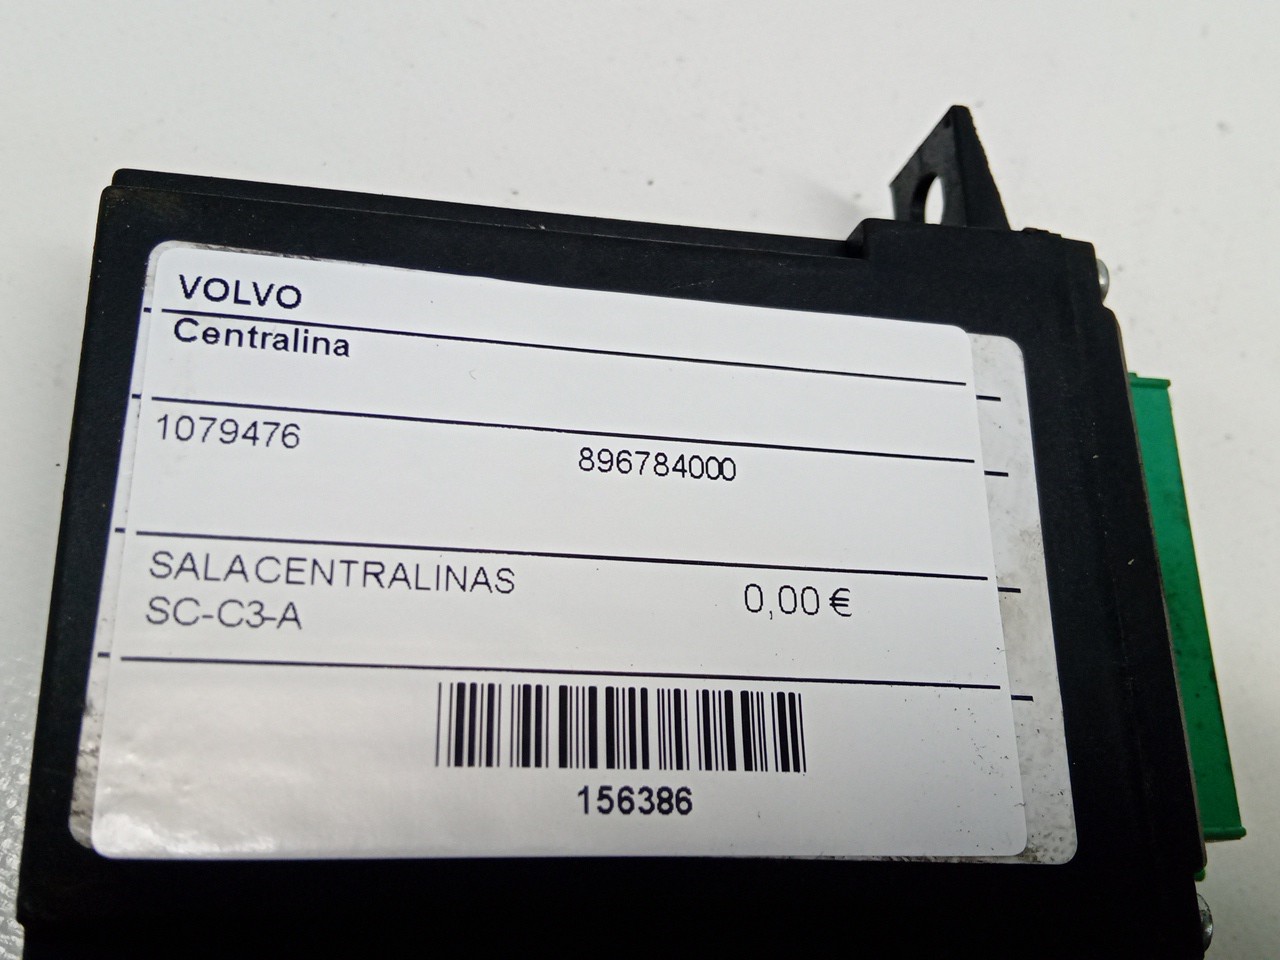 VOLVO
Centralina
1079476
896784000
SALACENTRALINAS
0,00 €
SC-C3-A
156386